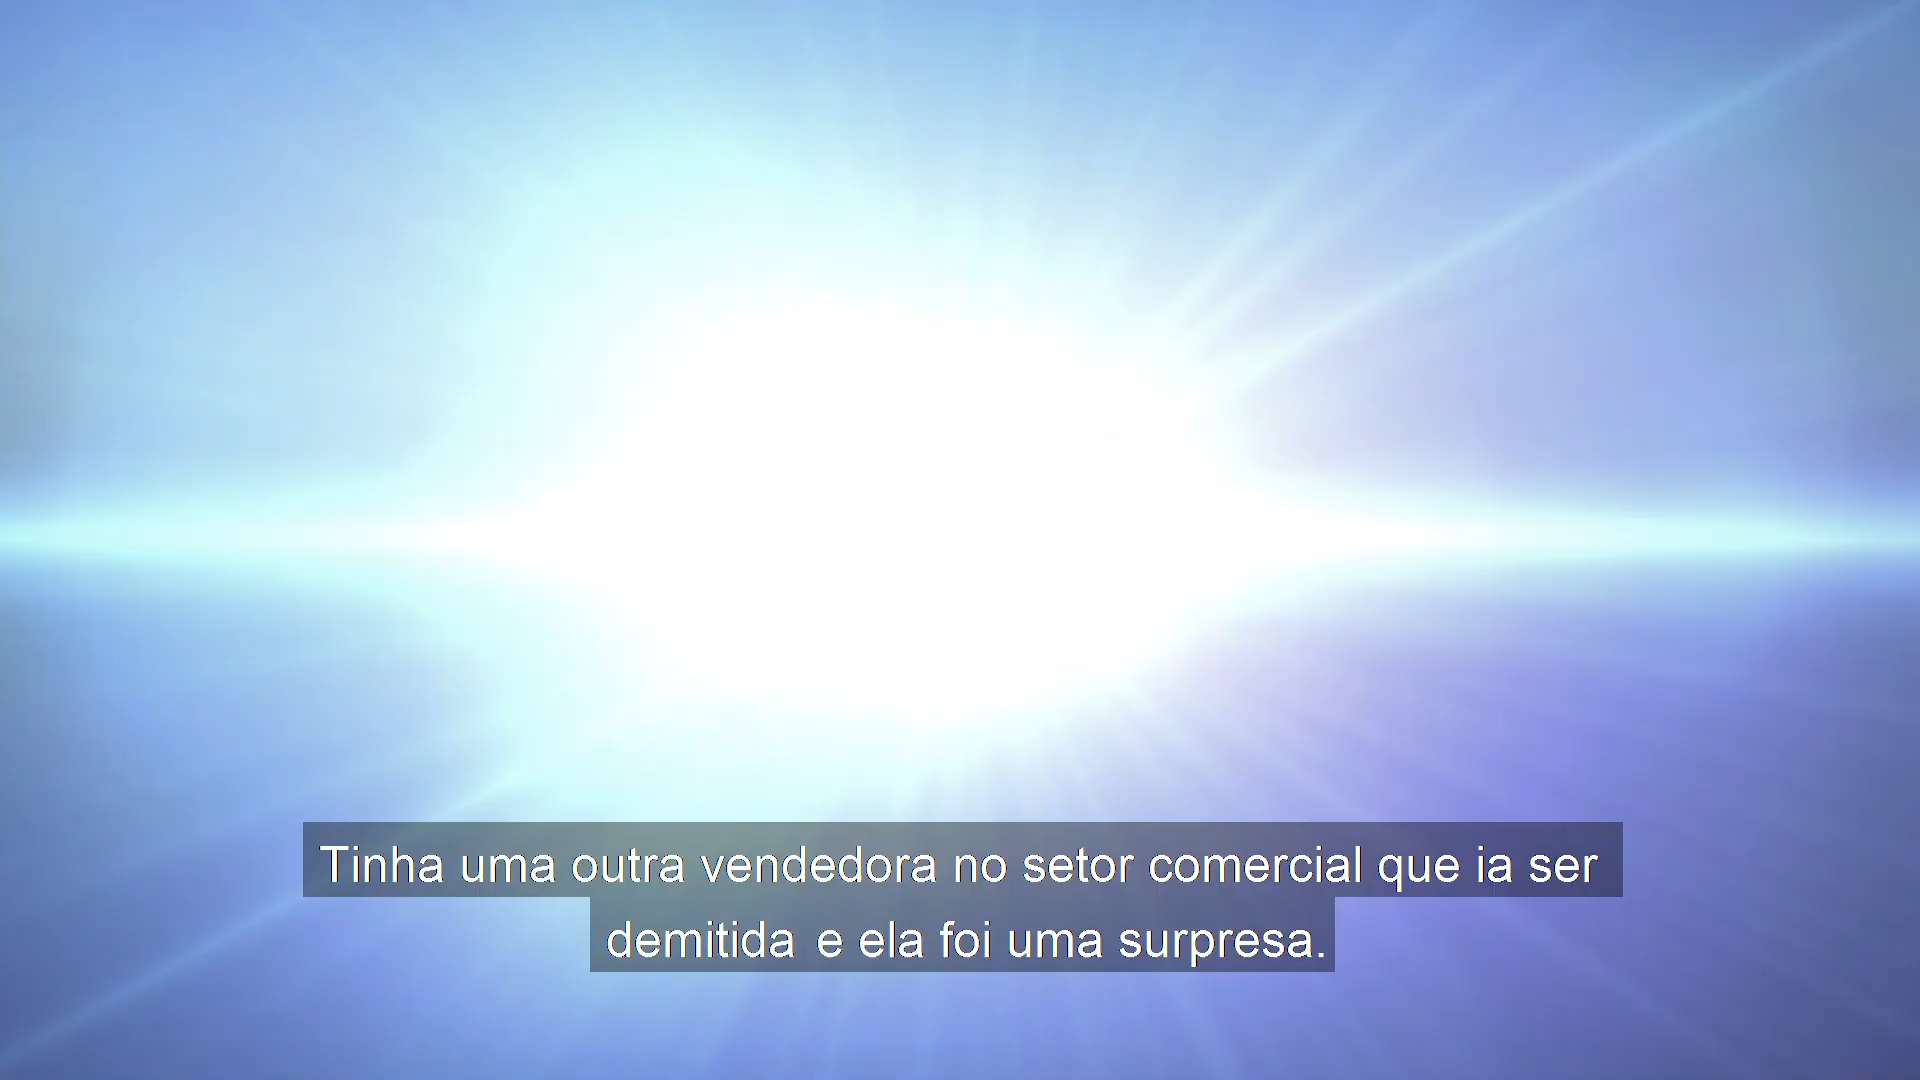 Tinha uma outra vendedora no setor comercial que ia ser
demitida e ela foi uma surpresa.